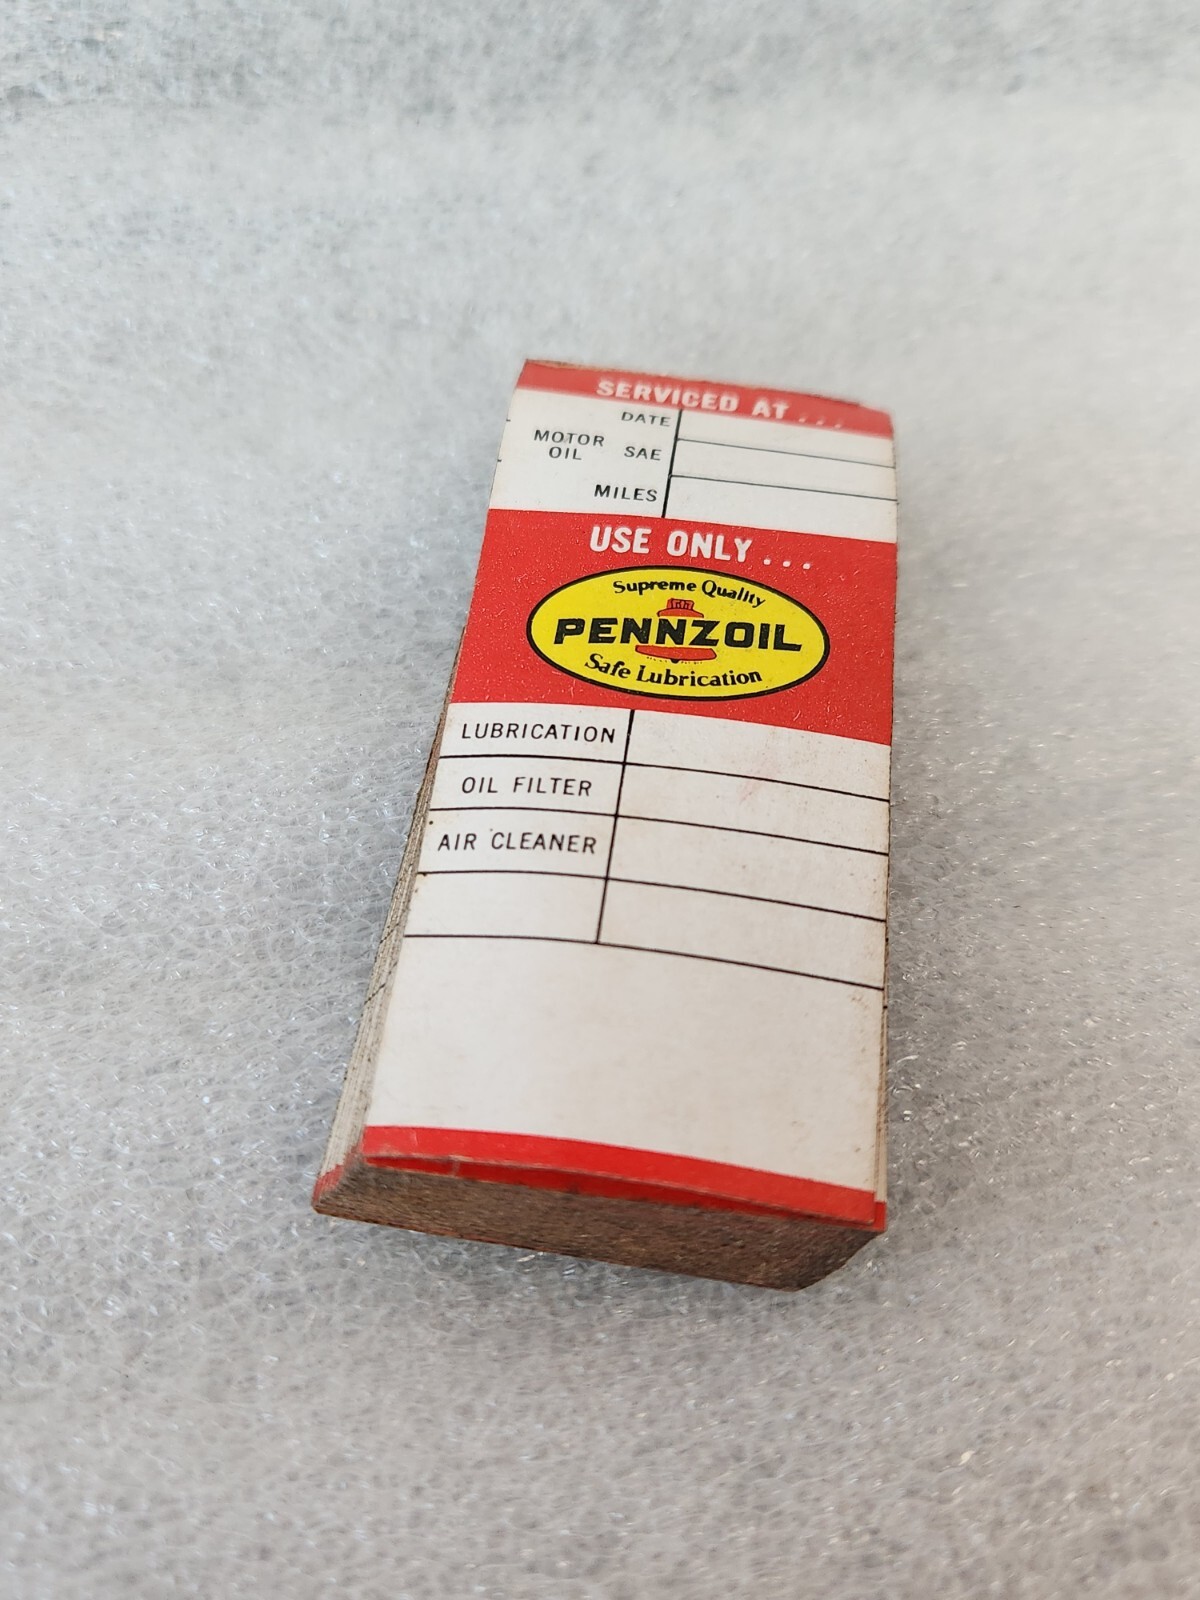 SERVICED AT . . .
DATE
MOTOR OIL SAE
MILES
USE ONLY . . .
Supreme Quality
PENNZOIL
Safe Lubrication
LUBRICATION
OIL FILTER
AIR CLEANER